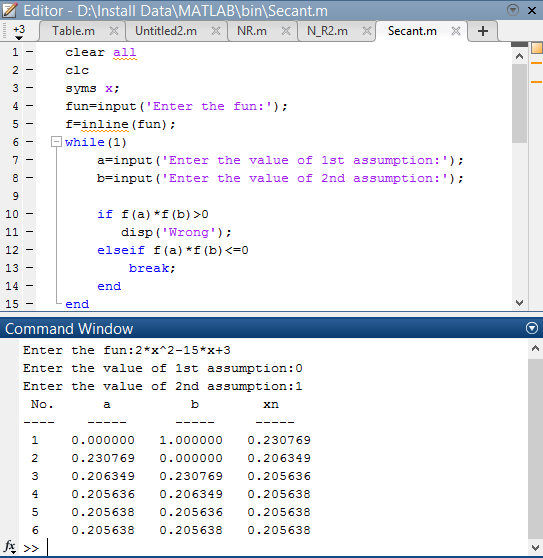 Editor - D:\Install Data\MATLAB\bin\Secant.m
+3 Table.m Untitled2.m NR.m N_R2.m Secant.m +
1 - clear all
2 - clc
3 - syms x;
4 - fun=input('Enter the fun:');
5 - f=inline(fun);
6 - while(1)
7 - a=input('Enter the value of 1st assumption:');
8 - b=input('Enter the value of 2nd assumption:');
9
10 - if f(a)*f(b)>0
11 - disp('Wrong');
12 - elseif f(a)*f(b)<=0
13 - break;
14 - end
15 - end
Command Window
Enter the fun:2*x^2-15*x+3
Enter the value of 1st assumption:0
Enter the value of 2nd assumption:1
No. a b xn
---- ----- ----- -----
1 0.000000 1.000000 0.230769
2 0.230769 0.000000 0.206349
3 0.206349 0.230769 0.205636
4 0.205636 0.206349 0.205638
5 0.205638 0.205636 0.205638
6 0.205638 0.205638 0.205638
fx >>